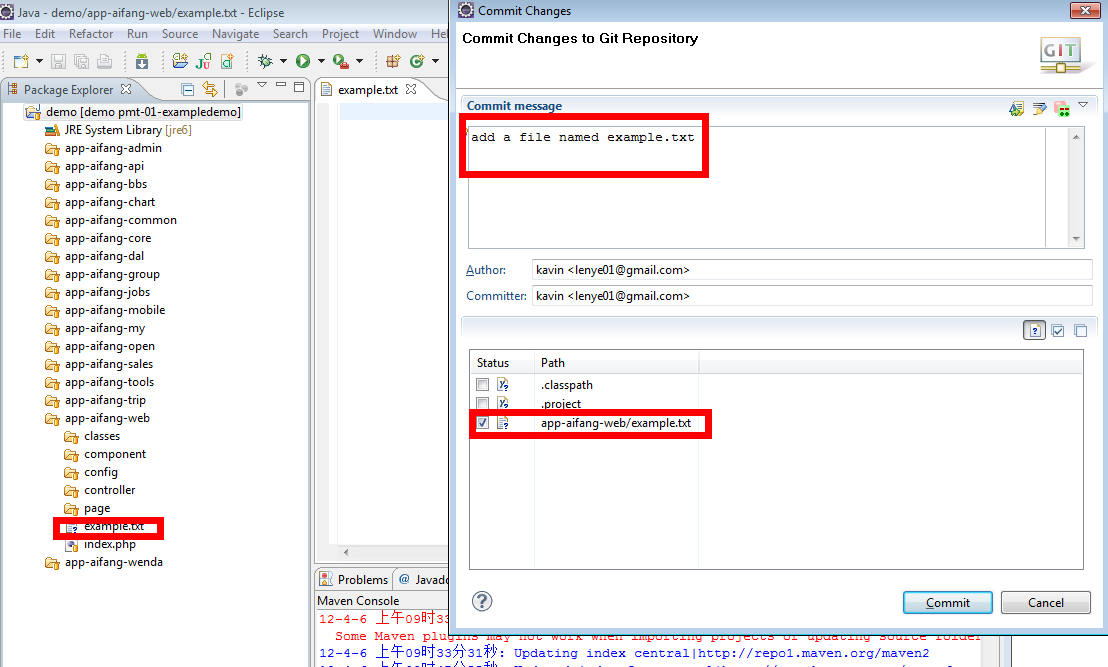 Java - demo/app-aifang-web/example.txt - Eclipse
File Edit Refactor Run Source Navigate Search Project Window
Package Explorer
demo [demo pmt-01-exampledemo]
JRE System Library [jre6]
app-aifang-admin
app-aifang-api
app-aifang-bbs
app-aifang-chart
app-aifang-common
app-aifang-core
app-aifang-dal
app-aifang-group
app-aifang-jobs
app-aifang-mobile
app-aifang-my
app-aifang-open
app-aifang-sales
app-aifang-tools
app-aifang-trip
app-aifang-web
classes
component
config
controller
page
example.txt
index.php
app-aifang-wenda
example.txt
Problems @ Javado
Maven Console
12-4-6 上午09时33
Some Maven plugins may not work when importing projects or updating source folder
12-4-6 上午09时33分31秒: Updating index central|http://repo1.maven.org/maven2
Commit Changes
Commit Changes to Git Repository
GIT
Commit message
add a file named example.txt
Author: kavin <lenye01@gmail.com>
Committer: kavin <lenye01@gmail.com>
Status Path
.classpath
.project
app-aifang-web/example.txt
Commit Cancel